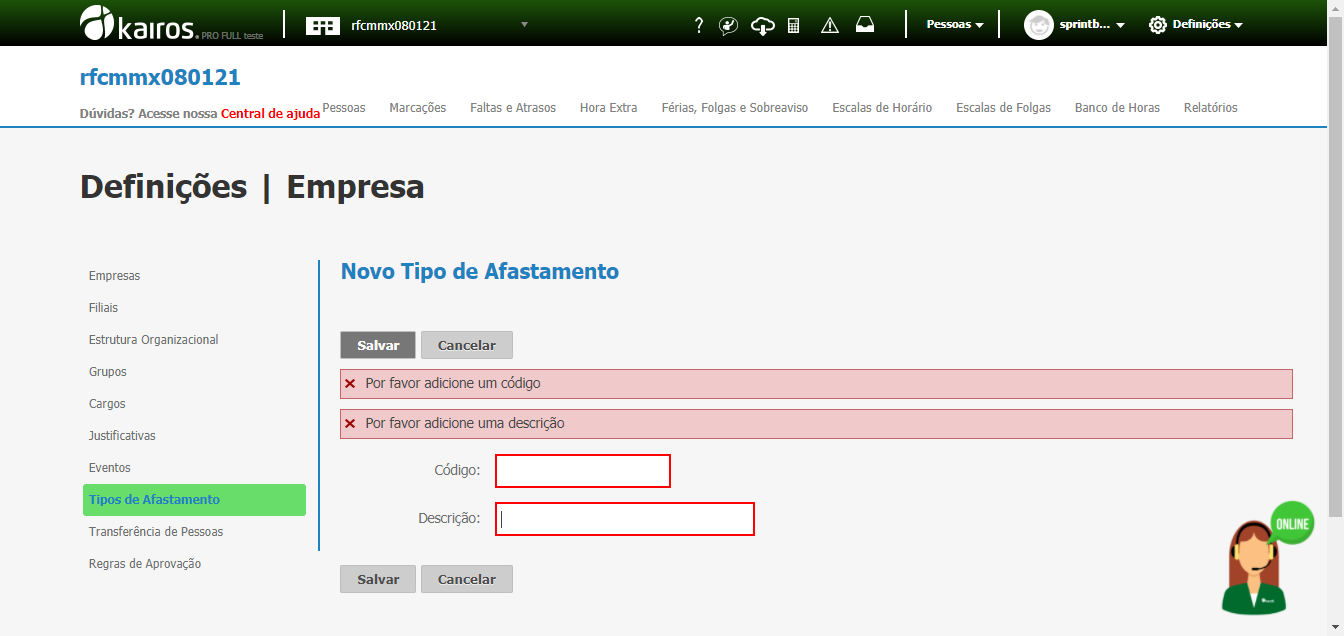 kairos. PRO FULL teste
rfcmmx080121
?
Pessoas
sprintb...
Definições
rfcmmx080121
Dúvidas? Acesse nossa Central de ajuda
Pessoas
Marcações
Faltas e Atrasos
Hora Extra
Férias, Folgas e Sobreaviso
Escalas de Horário
Escalas de Folgas
Banco de Horas
Relatórios
Definições | Empresa
Empresas
Filiais
Estrutura Organizacional
Grupos
Cargos
Justificativas
Eventos
Tipos de Afastamento
Transferência de Pessoas
Regras de Aprovação
Novo Tipo de Afastamento
Salvar
Cancelar
Por favor adicione um código
Por favor adicione uma descrição
Código:
Descrição:
Salvar
Cancelar
ONLINE